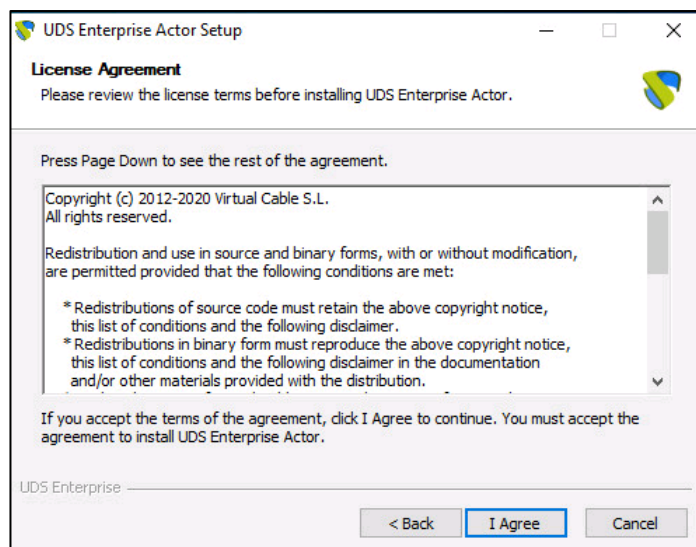 UDS Enterprise Actor Setup
License Agreement
Please review the license terms before installing UDS Enterprise Actor.
Press Page Down to see the rest of the agreement.
Copyright (c) 2012-2020 Virtual Cable S.L.
All rights reserved.
Redistribution and use in source and binary forms, with or without modification,
are permitted provided that the following conditions are met:
* Redistributions of source code must retain the above copyright notice,
this list of conditions and the following disclaimer.
* Redistributions in binary form must reproduce the above copyright notice,
this list of conditions and the following disclaimer in the documentation
and/or other materials provided with the distribution.
If you accept the terms of the agreement, click I Agree to continue. You must accept the
agreement to install UDS Enterprise Actor.
UDS Enterprise
< Back
I Agree
Cancel